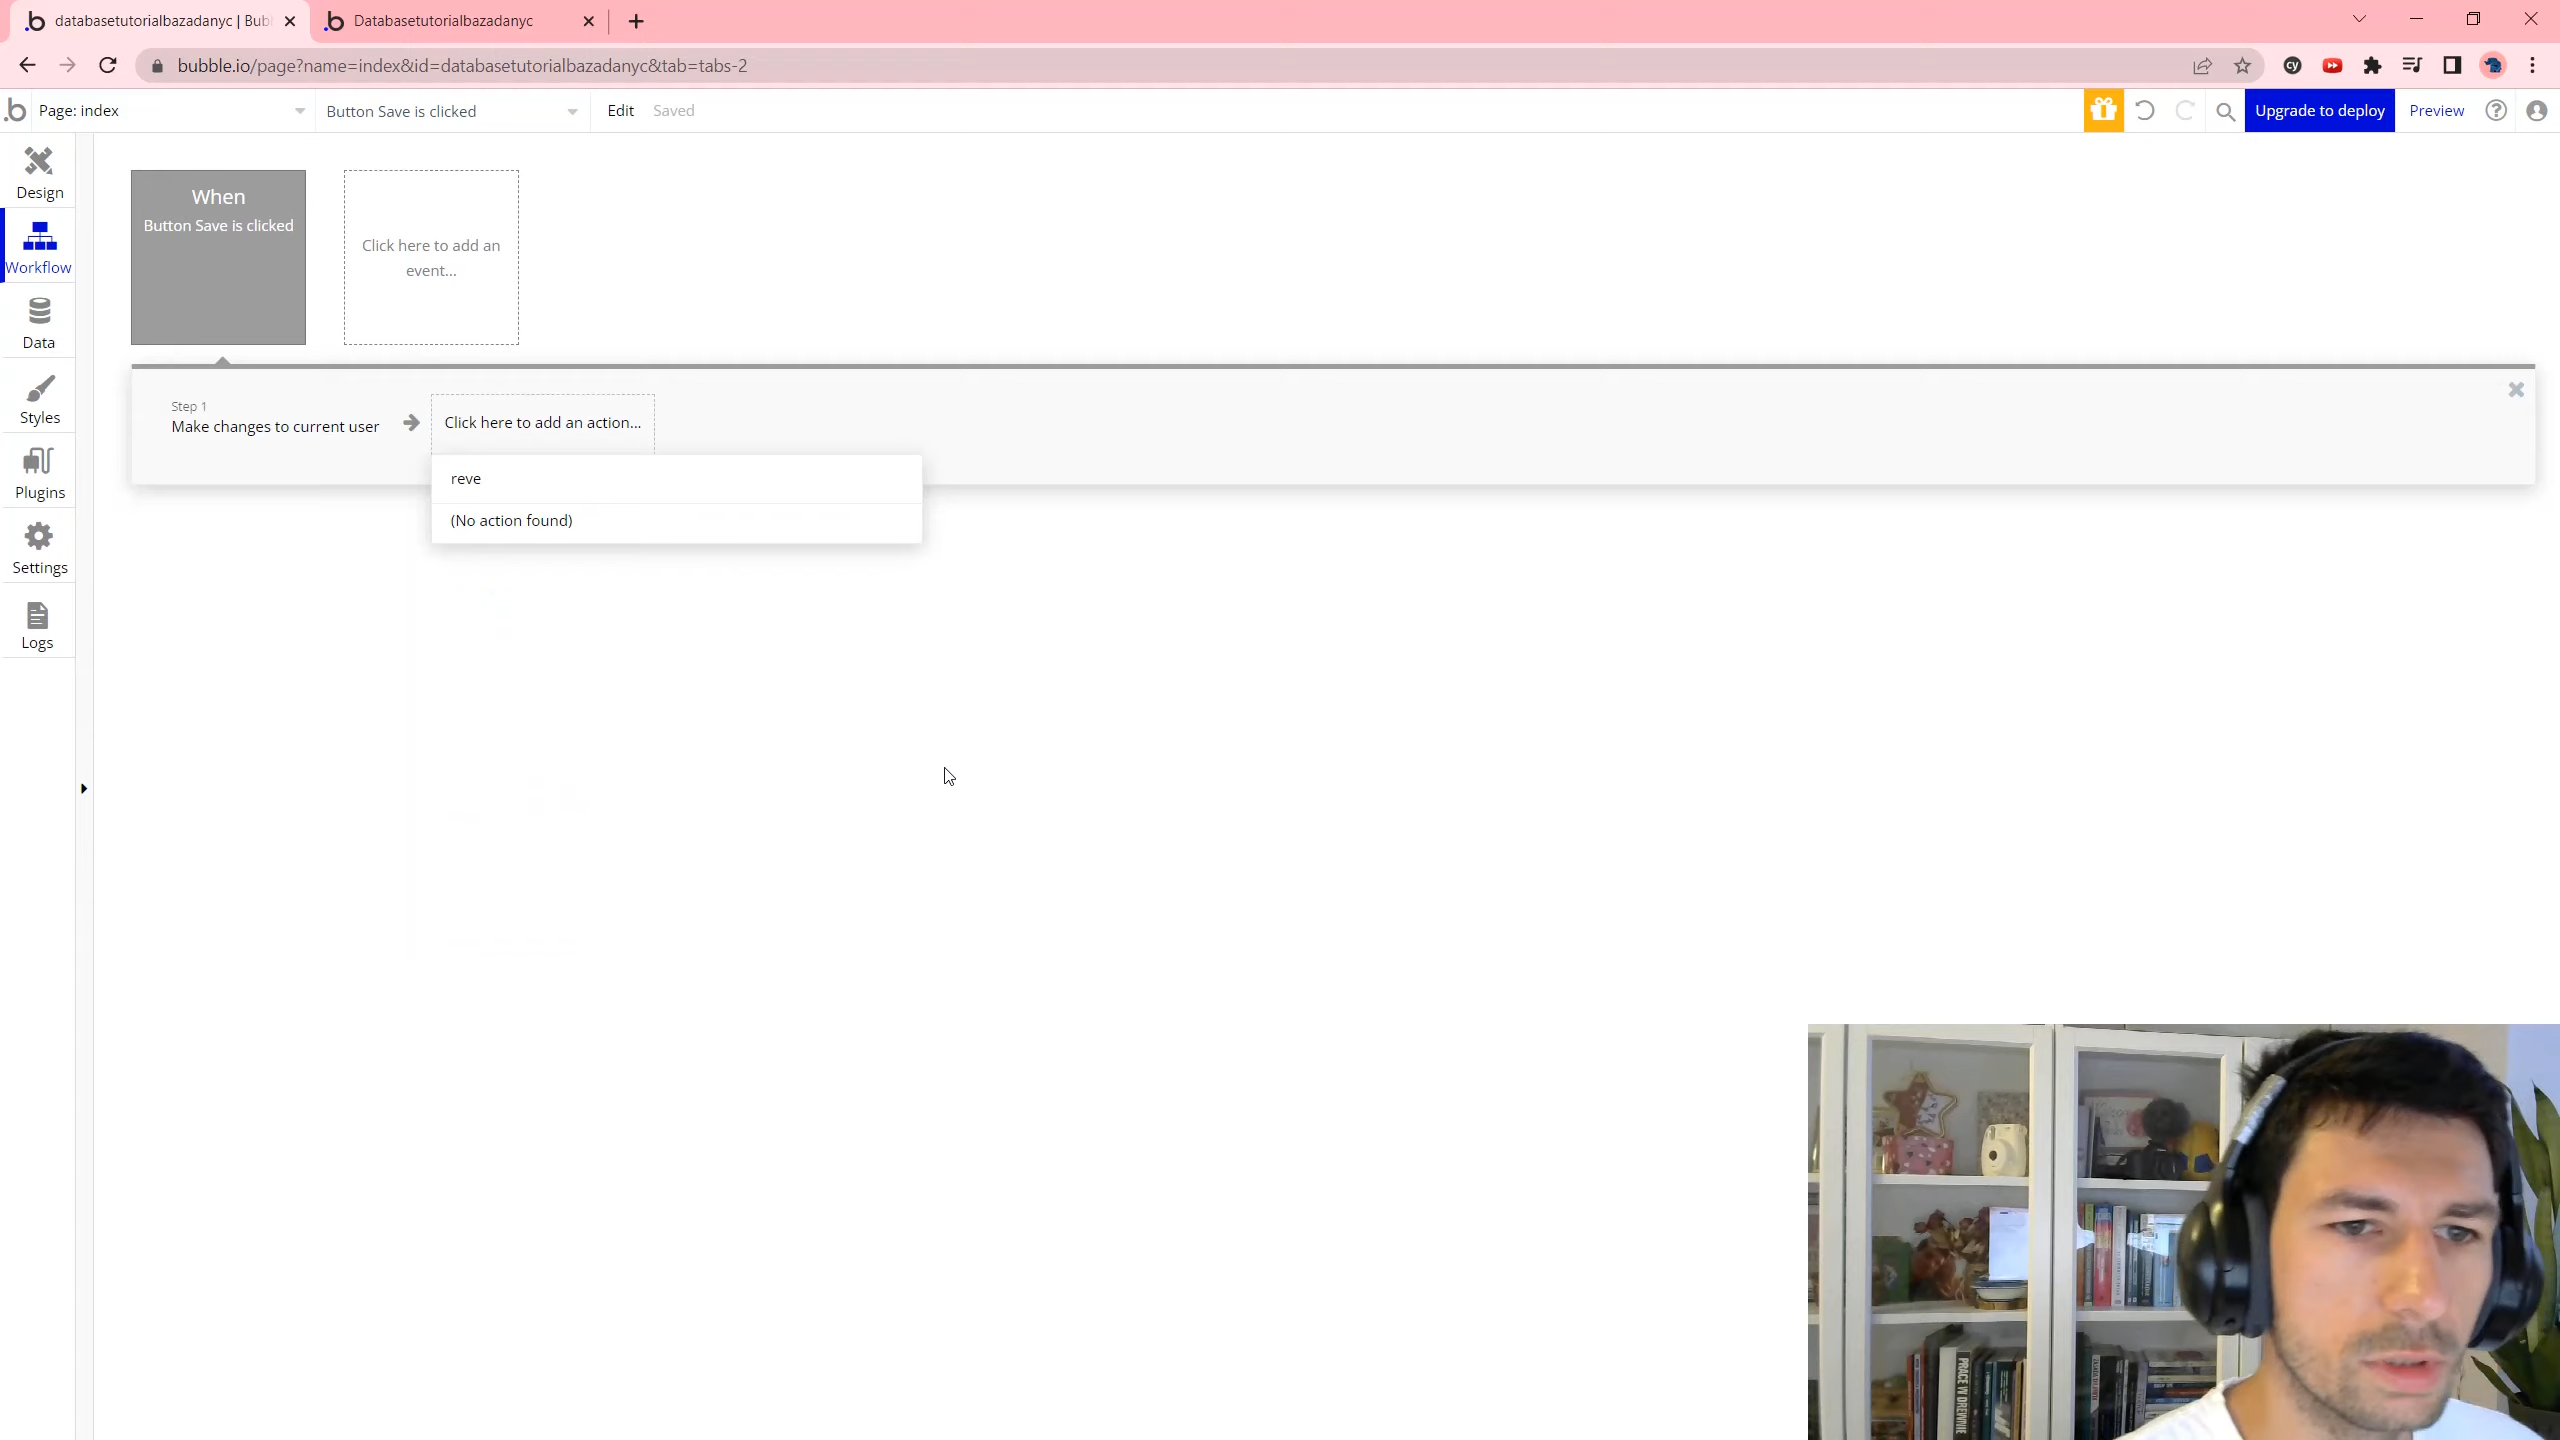 databasetutorialbazadanyc | Bub
Databasetutorialbazadanyc
bubble.io/page?name=index&id=databasetutorialbazadanyc&tab=tabs-2
Page: index
Button Save is clicked
Edit
Saved
Upgrade to deploy
Preview
Design
Workflow
Data
Styles
Plugins
Settings
Logs
When
Button Save is clicked
Click here to add an
event...
Step 1
Make changes to current user
Click here to add an action...
reve
(No action found)
PRACE W DREWNIE